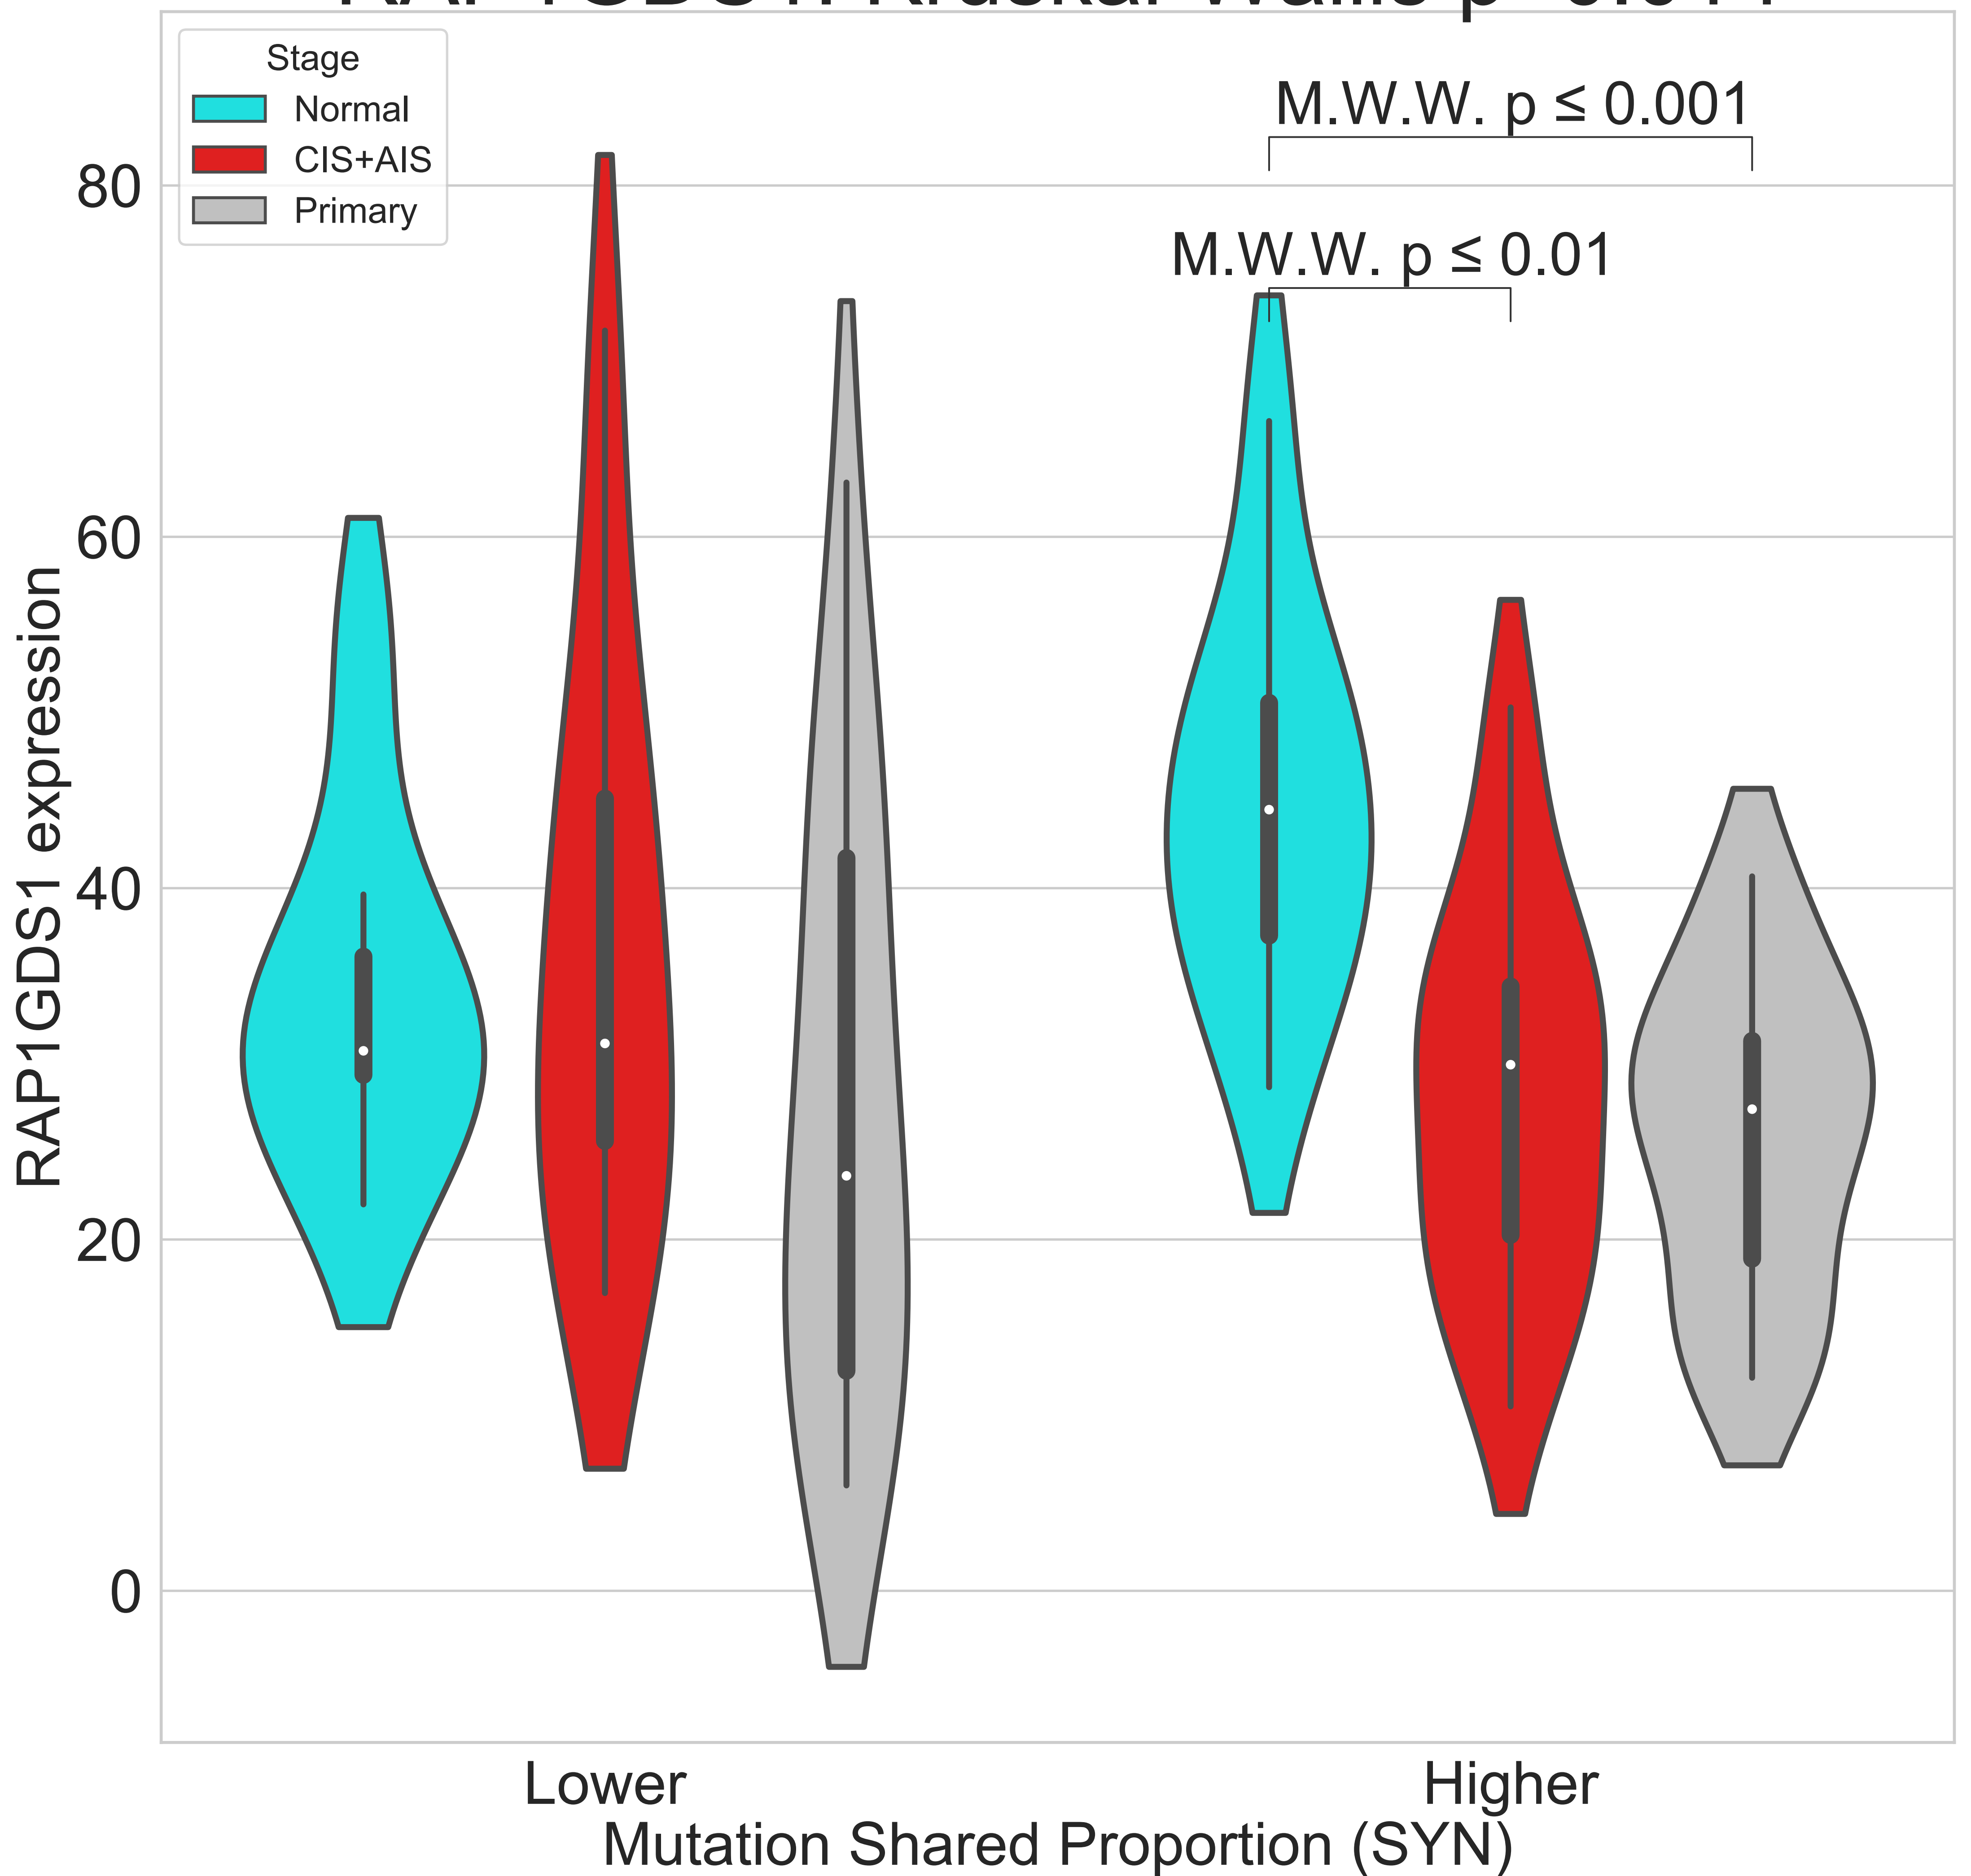 Stage
Normal
CIS+AIS
Primary
M.W.W. p ≤ 0.001
M.W.W. p ≤ 0.01
80
60
40
20
0
RAP1GDS1 expression
Lower
Higher
Mutation Shared Proportion (SYN)